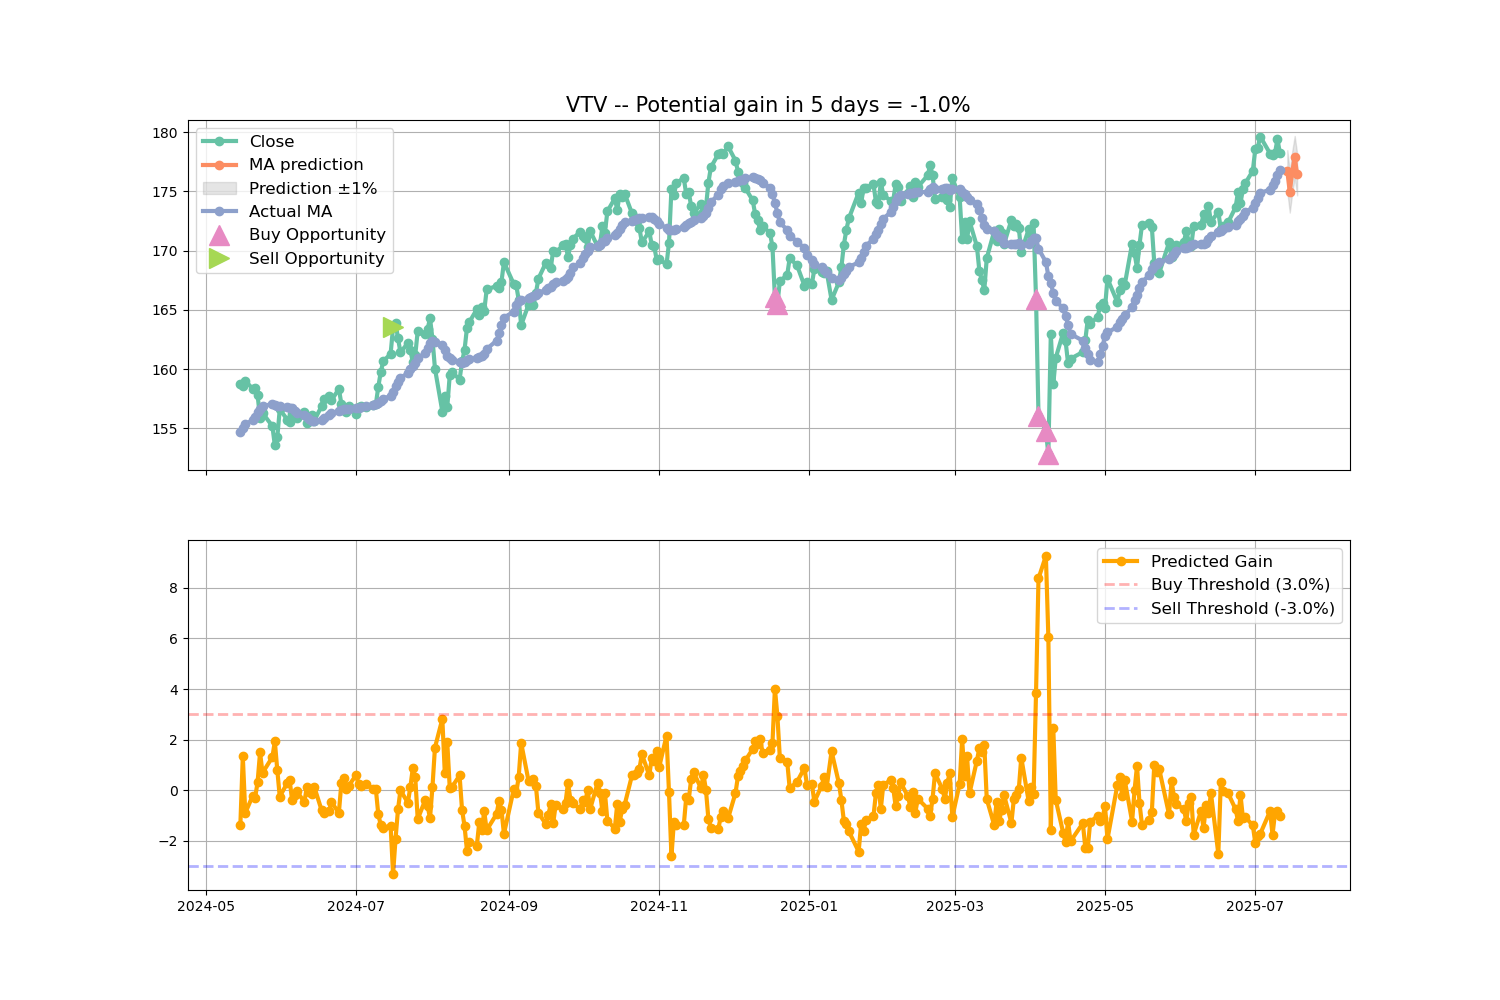 VTV -- Potential gain in 5 days = -1.0%
180
175
170
165
160
155
Close
MA prediction
Prediction ±1%
Actual MA
Buy Opportunity
Sell Opportunity
8
6
4
2
0
−2
Predicted Gain
Buy Threshold (3.0%)
Sell Threshold (-3.0%)
2024-05 2024-07 2024-09 2024-11 2025-01 2025-03 2025-05 2025-07